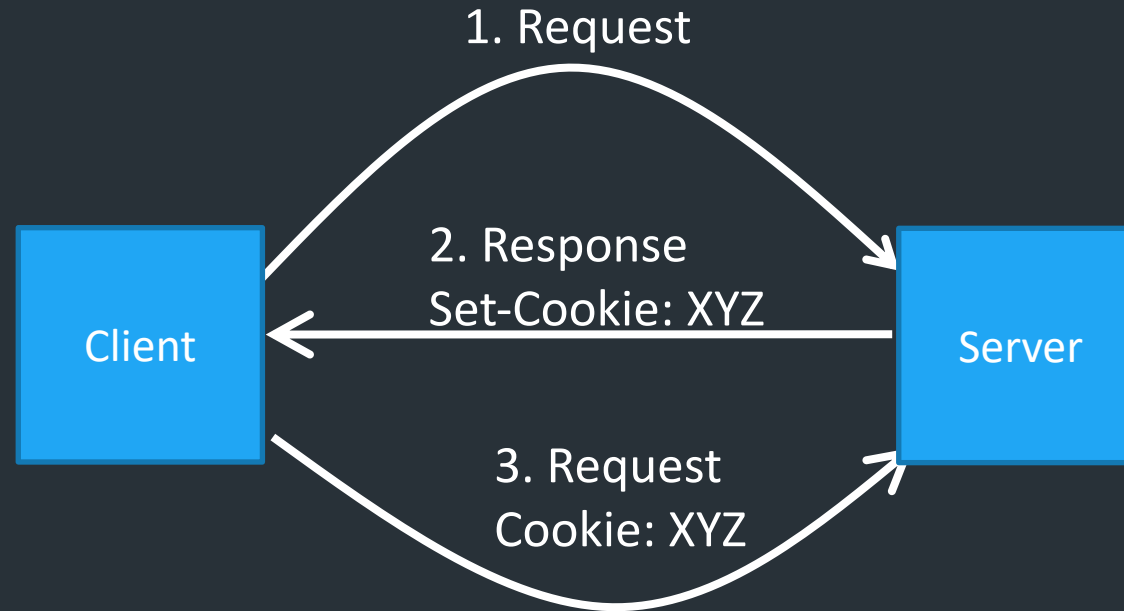 1. Request
2. Response
Set-Cookie: XYZ
Client
Server
3. Request
Cookie: XYZ